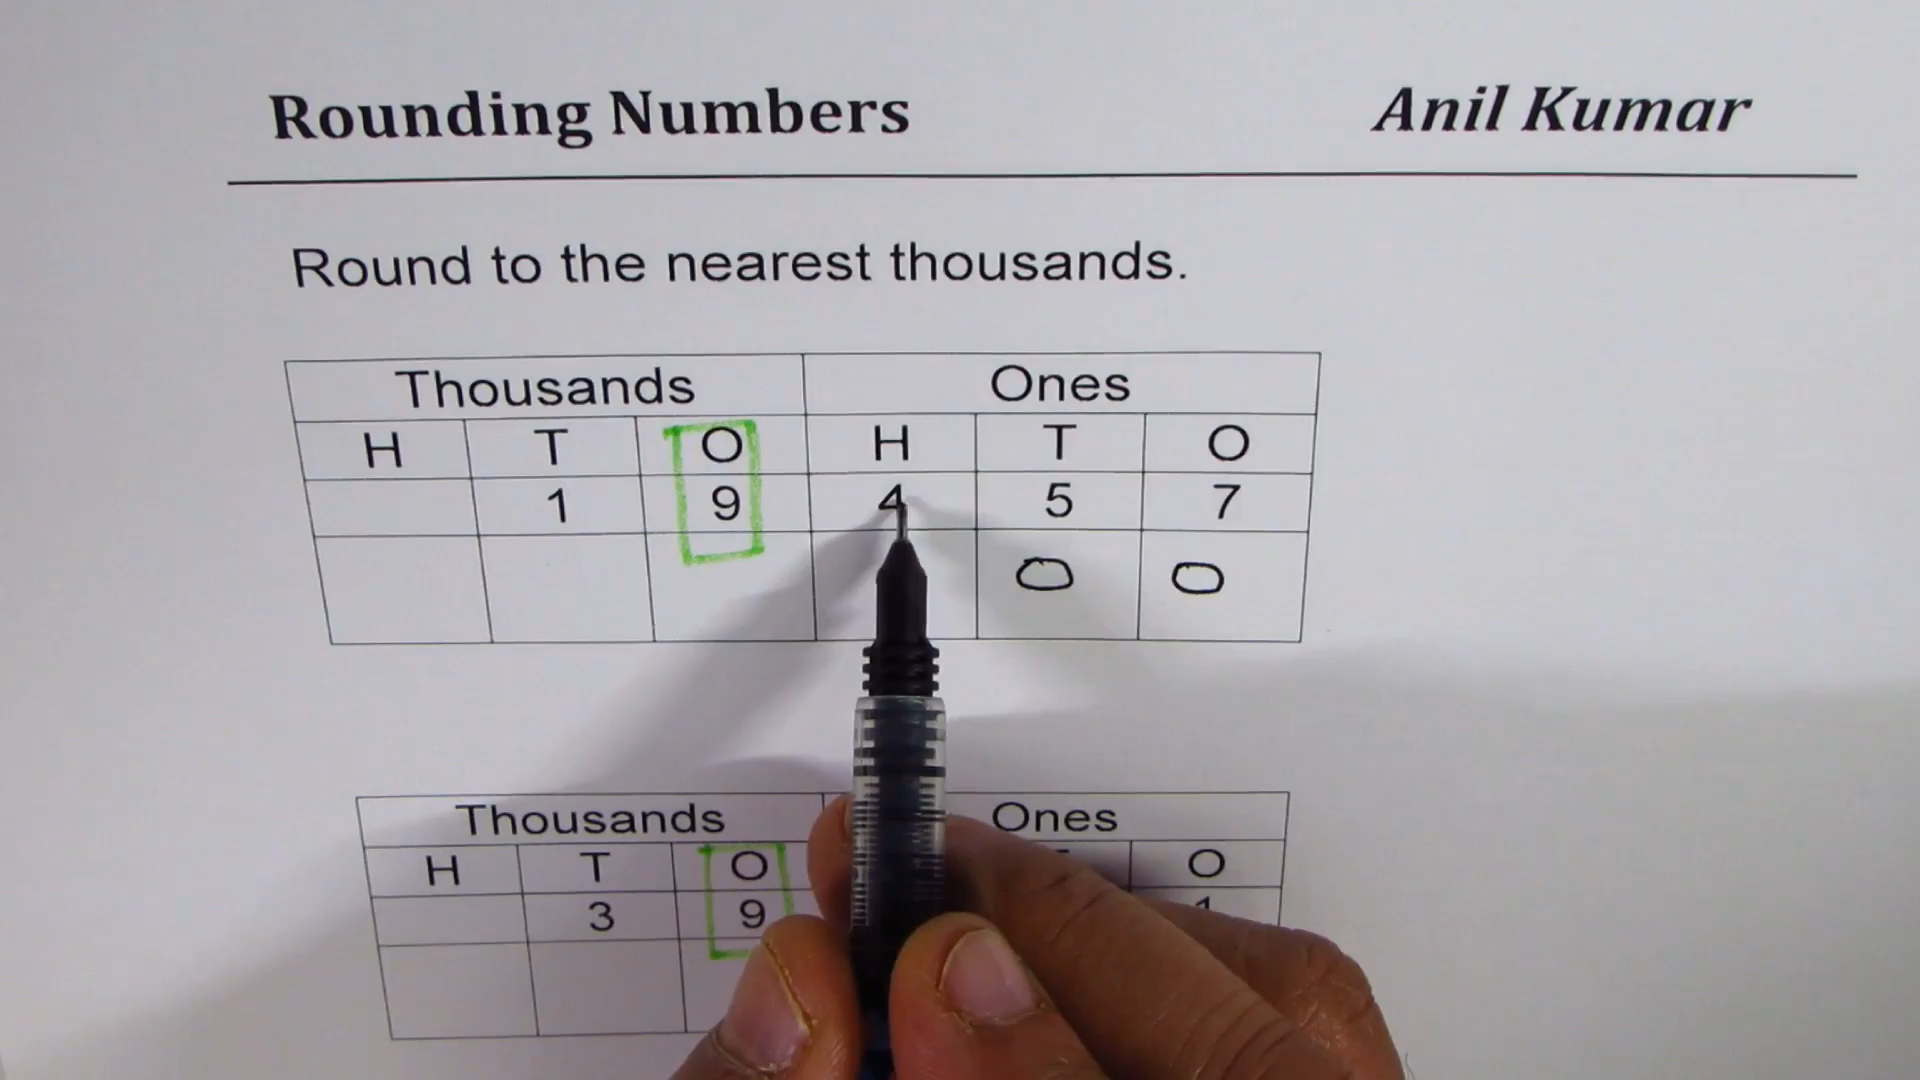 Rounding Numbers Anil Kumar
Round to the nearest thousands.
Thousands Ones
H T O H T O
1 9 4 5 7
0 0
Thousands Ones
H T O O
3 9 1